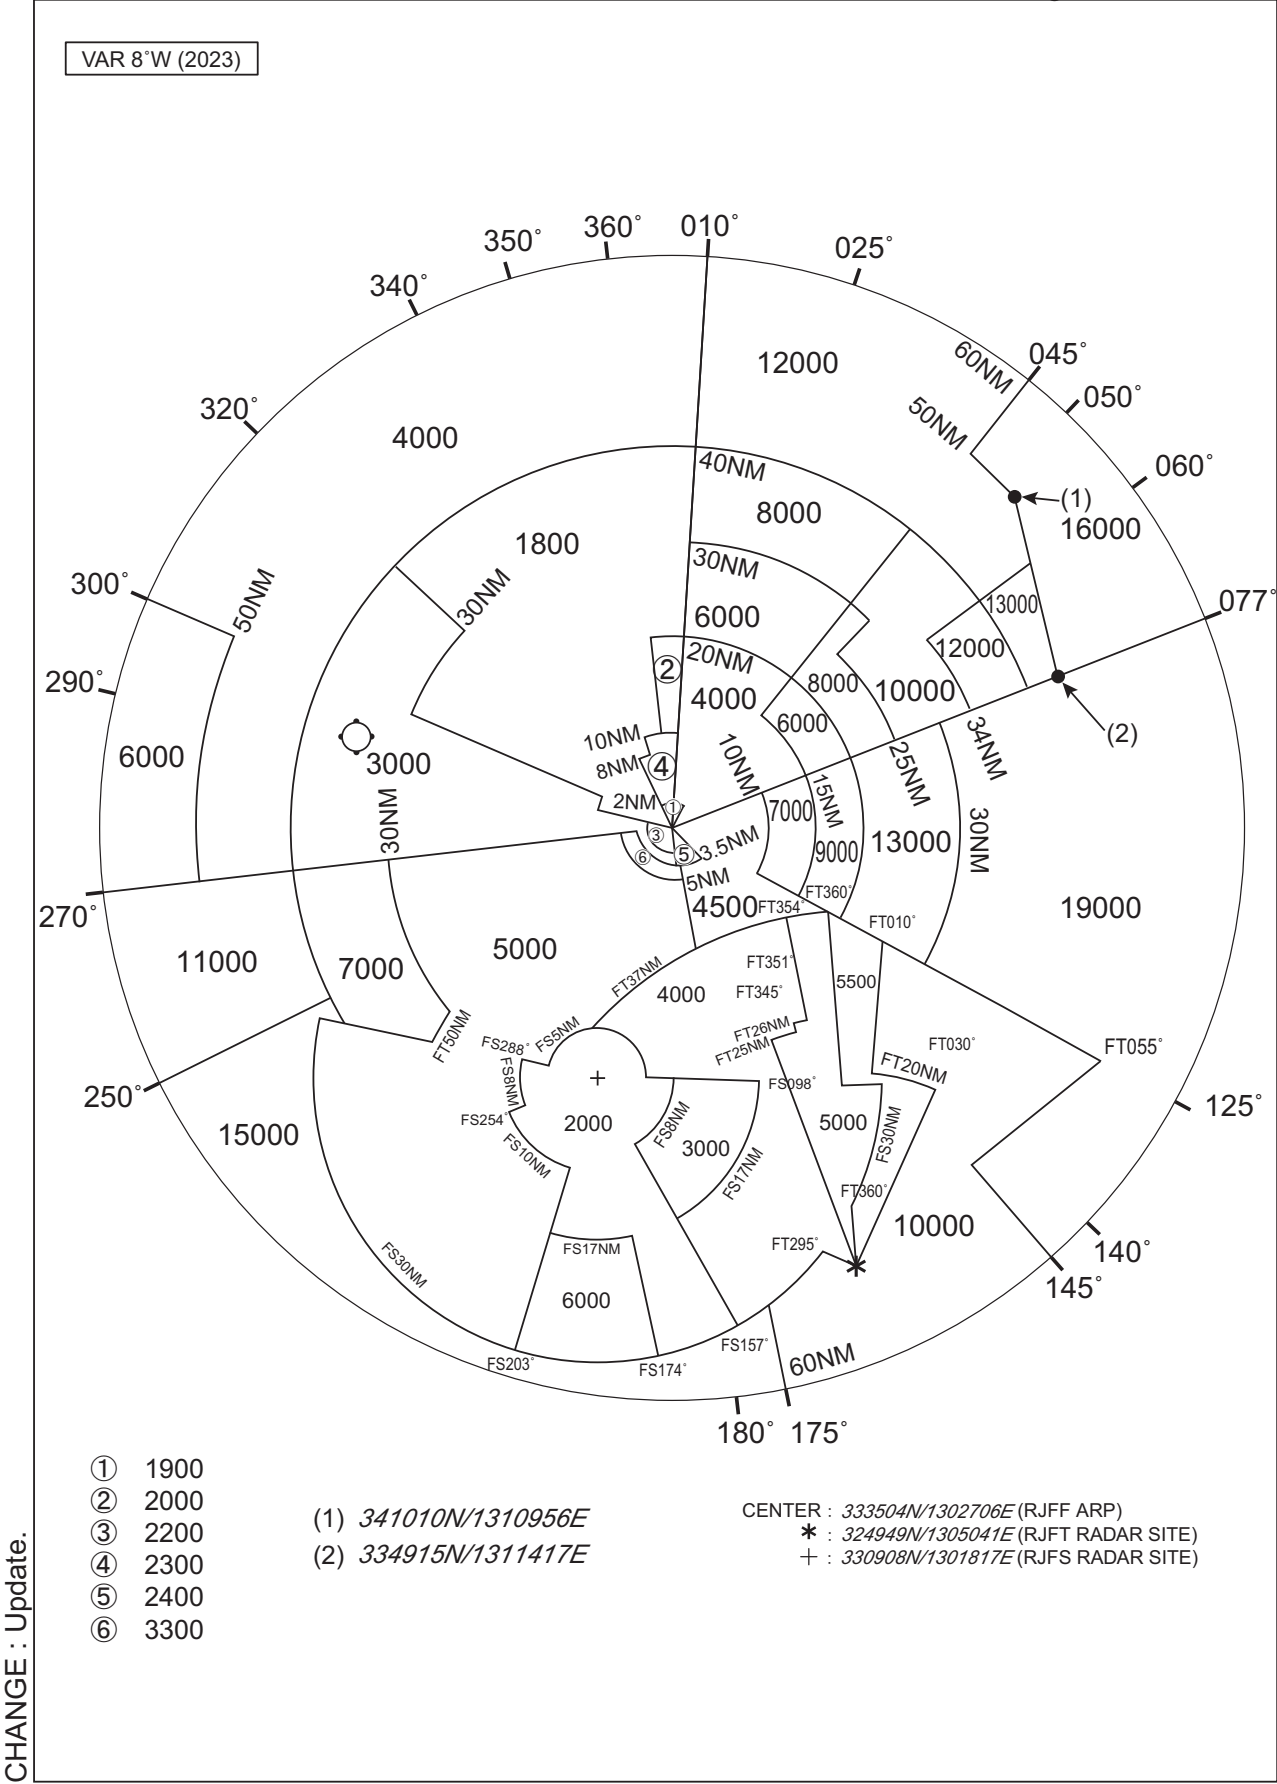 VAR 8°W (2023)
360°
010°
350°
025°
340°
12000
60NM
045°
320°
050°
50NM
4000
40NM
060°
(1)
8000
16000
1800
30NM
300°
50NM
30NM
13000
077°
6000
12000
②
20NM
290°
8000
10000
4000
6000
10NM
6000
3000
8NM
④
10NM
25NM
34NM
(2)
2NM
①
7000
15NM
30NM
③
⑤
3.5NM
9000
13000
30NM
⑥
5NM
4500
FT354°
FT360°
19000
270°
FT010°
11000
7000
5000
FT37NM
FT351°
4000
FT345°
5500
FT50NM
FS288°
FS5NM
FT26NM
FT25NM
FT030°
FT055°
FT20NM
FS8NM
FS098°
250°
FS254°
2000
FS8NM
3000
5000
FS30NM
125°
15000
FS10NM
FS17NM
FT360°
10000
FS30NM
FS17NM
FT295°
140°
145°
6000
FS157°
60NM
FS203°
FS174°
180°
175°
① 1900
② 2000
③ 2200
④ 2300
⑤ 2400
⑥ 3300
(1) 341010N/1310956E
(2) 334915N/1311417E
CENTER : 333504N/1302706E (RJFF ARP)
* : 324949N/1305041E (RJFT RADAR SITE)
+ : 330908N/1301817E (RJFS RADAR SITE)
CHANGE : Update.